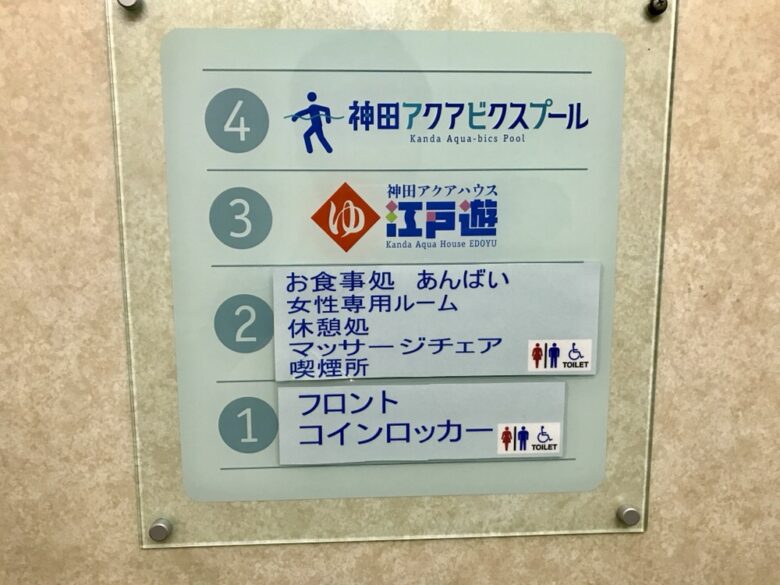 4
神田アクアビクスプール
Kanda Aqua-bics Pool
3
ゆ
神田アクアハウス
江戸遊
Kanda Aqua House EDOYU
2
お食事処 あんばい
女性専用ルーム
休憩処
マッサージチェア
喫煙所
TOILET
1
フロント
コインロッカー
TOILET